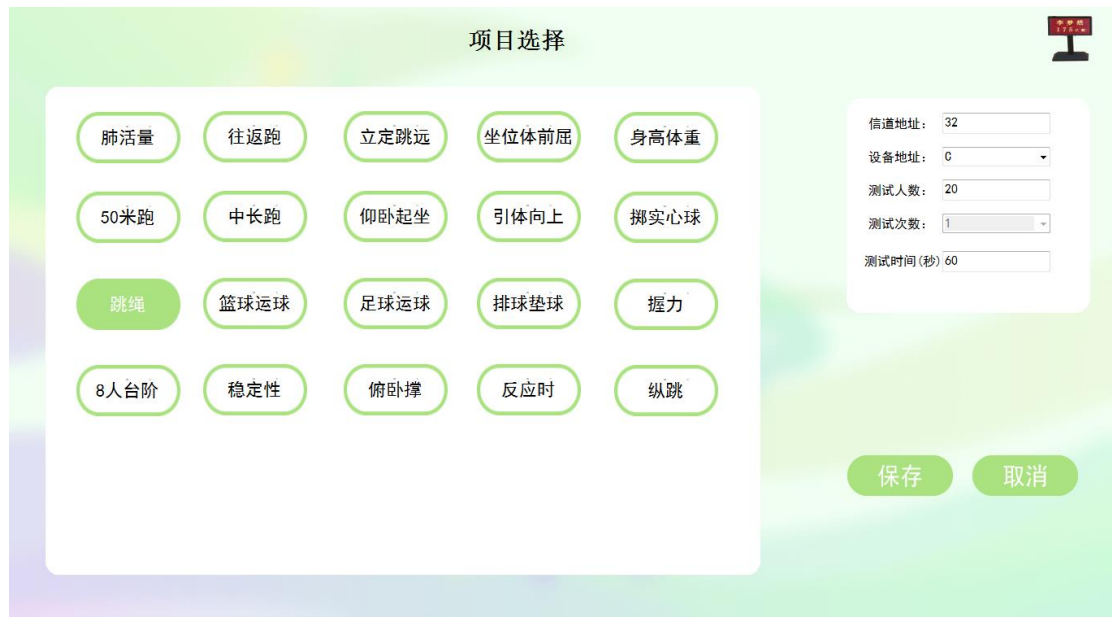 项目选择
李梦然
175cm
肺活量 往返跑 立定跳远 坐位体前屈 身高体重
50米跑 中长跑 仰卧起坐 引体向上 掷实心球
跳绳 篮球运球 足球运球 排球垫球 握力
8人台阶 稳定性 俯卧撑 反应时 纵跳
信道地址： 32
设备地址： C
测试人数： 20
测试次数： 1
测试时间(秒) 60
保存 取消